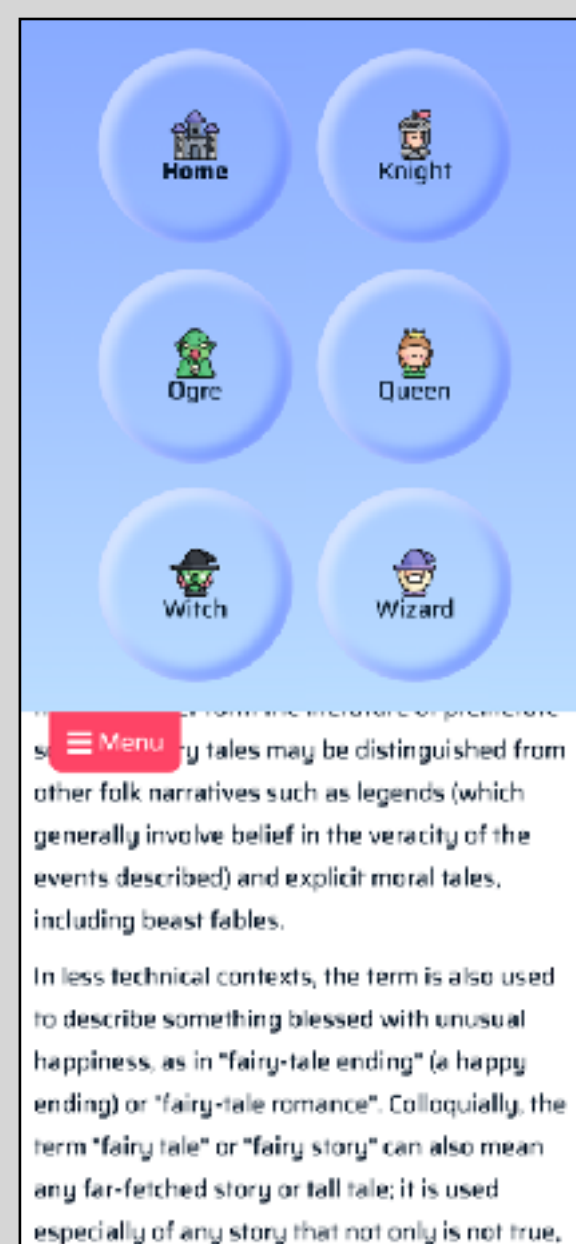 Home
Knight
Ogre
Queen
Witch
Wizard
Menu
tales may be distinguished from
other folk narratives such as legends (which
generally involve belief in the veracity of the
events described) and explicit moral tales,
including beast fables.
In less technical contexts, the term is also used
to describe something blessed with unusual
happiness, as in "fairy-tale ending" (a happy
ending) or "fairy-tale romance". Colloquially, the
term "fairy tale" or "fairy story" can also mean
any far-fetched story or tall tale; it is used
especially of any story that not only is not true,